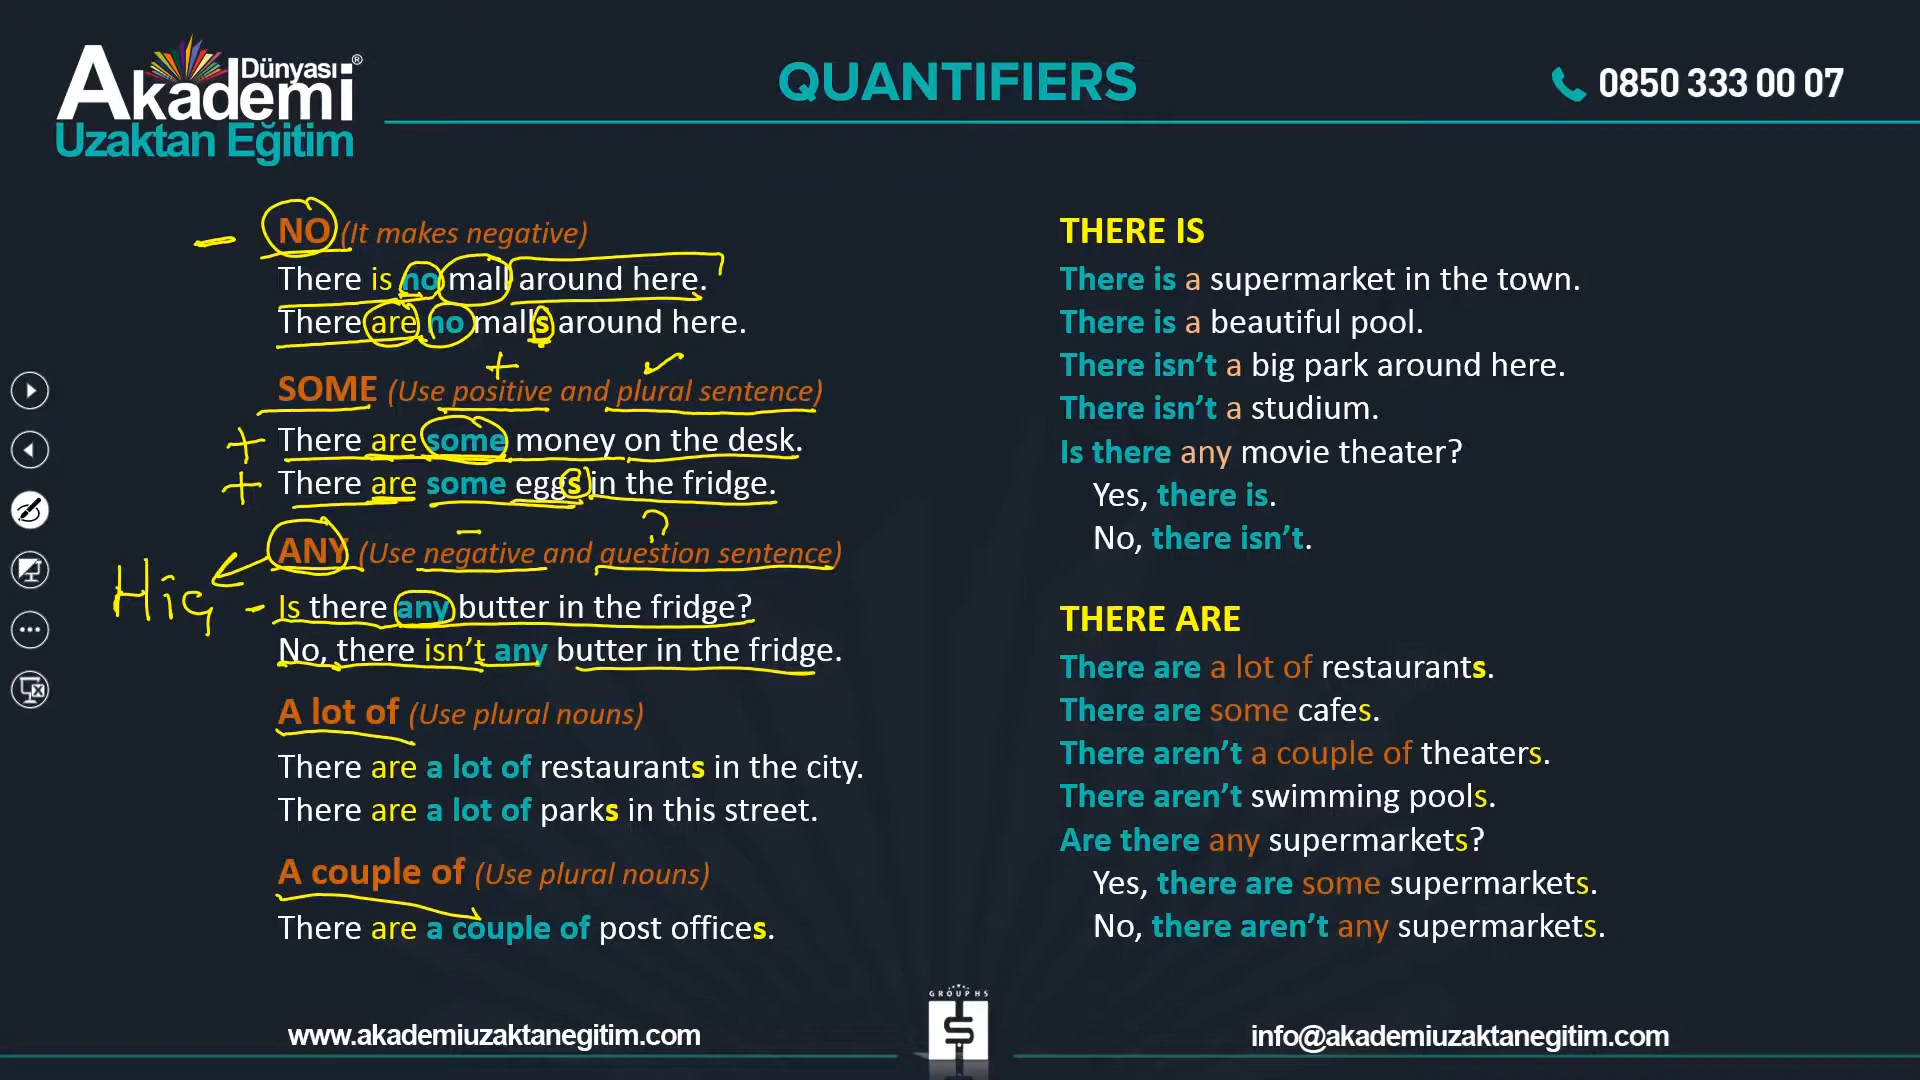 Akademi Dünyası®
Uzaktan Eğitim
QUANTIFIERS
0850 333 00 07
NO (It makes negative)
There is no mall around here.
There are no malls around here.
SOME (Use positive and plural sentence)
There are some money on the desk.
There are some eggs in the fridge.
ANY (Use negative and question sentence)
Hiç
Is there any butter in the fridge?
No, there isn't any butter in the fridge.
A lot of (Use plural nouns)
There are a lot of restaurants in the city.
There are a lot of parks in this street.
A couple of (Use plural nouns)
There are a couple of post offices.
THERE IS
There is a supermarket in the town.
There is a beautiful pool.
There isn't a big park around here.
There isn't a studium.
Is there any movie theater?
Yes, there is.
No, there isn't.
THERE ARE
There are a lot of restaurants.
There are some cafes.
There aren't a couple of theaters.
There aren't swimming pools.
Are there any supermarkets?
Yes, there are some supermarkets.
No, there aren't any supermarkets.
www.akademiuzaktanegitim.com
GROUPHS
info@akademiuzaktanegitim.com